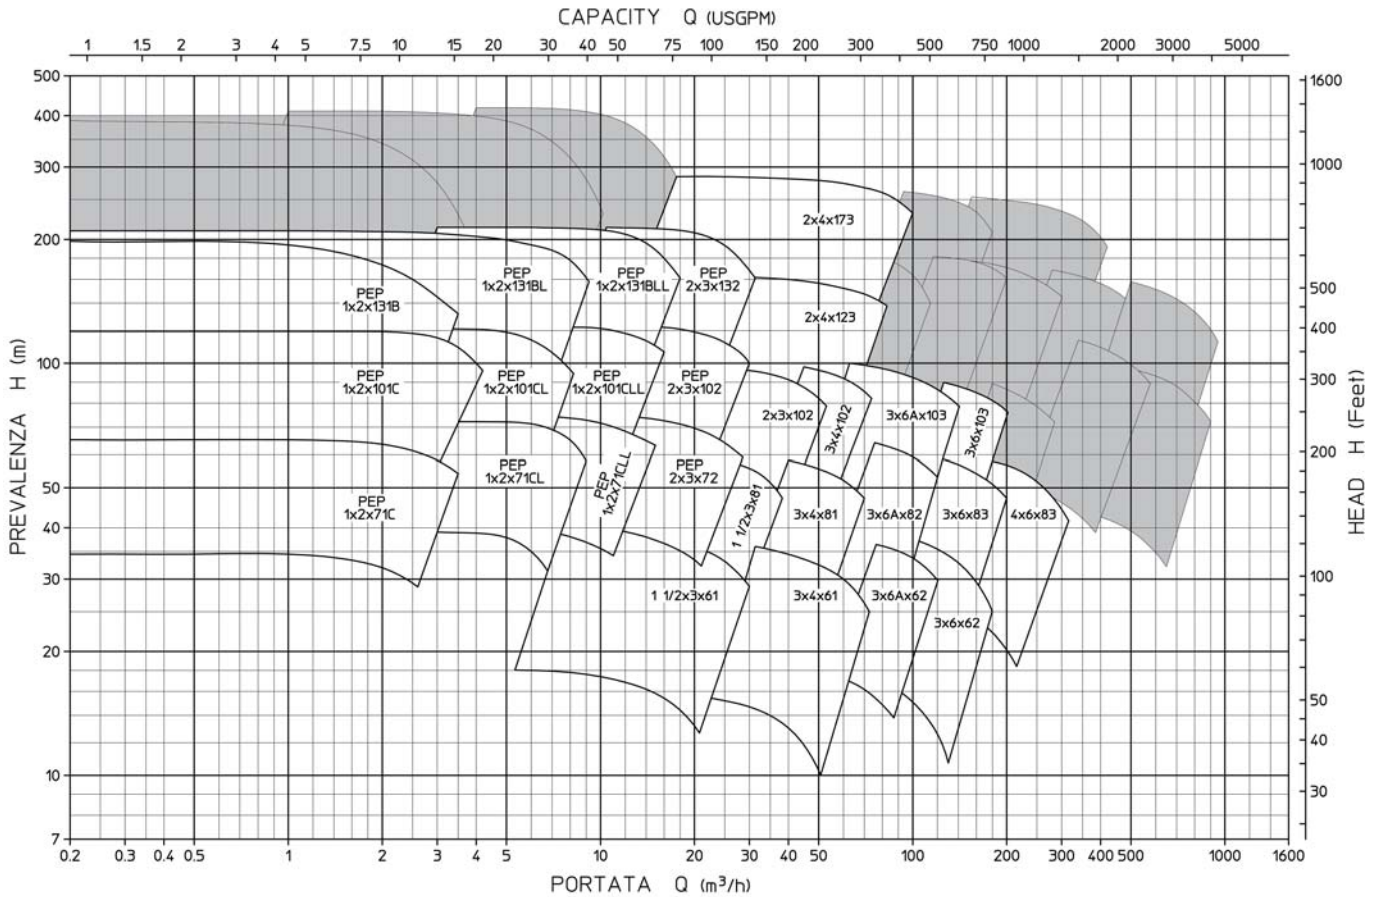 CAPACITY Q (USGPM)
1 1.5 2 3 4 5 7.5 10 15 20 30 40 50 75 100 150 200 300 500 750 1000 2000 3000 5000
500
400
300
200
100
50
40
30
20
10
7
PREVALENZA H (m)
1600
1000
500
400
300
200
100
50
40
30
HEAD H (Feet)
2x4x173
PEP
1x2x131B
PEP
1x2x131BL
PEP
1x2x131BLL
PEP
2x3x132
2x4x123
PEP
1x2x101C
PEP
1x2x101CL
PEP
1x2x101CLL
PEP
2x3x102
2x3x102
3x4x102
3x6Ax103
3x6x103
PEP
1x2x71C
PEP
1x2x71CL
PEP
1x2x71CLL
PEP
2x3x72
1 1/2x3x81
3x4x81
3x6Ax82
3x6x83
4x6x83
1 1/2x3x61
3x4x61
3x6Ax62
3x6x62
0.2 0.3 0.4 0.5 1 2 3 4 5 10 20 30 40 50 100 200 300 400 500 1000 1600
PORTATA Q (m³/h)